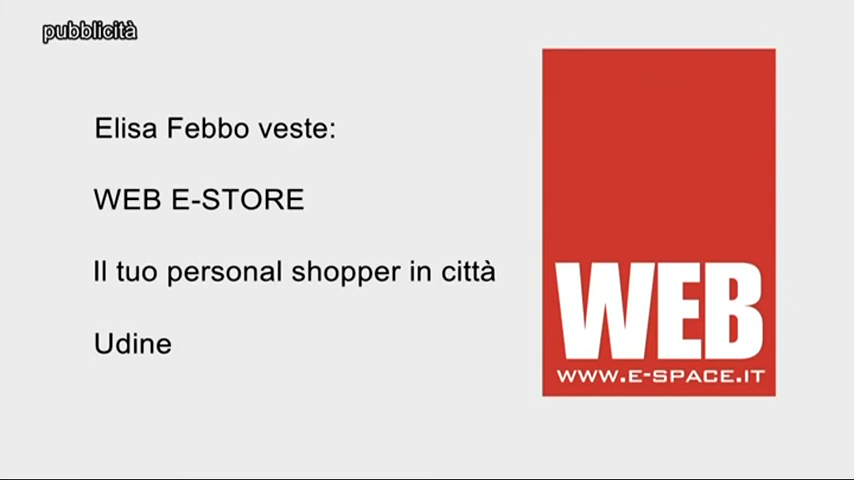 pubblicità
Elisa Febbo veste:
WEB E-STORE
Il tuo personal shopper in città
Udine
WEB
WWW.E-SPACE.IT